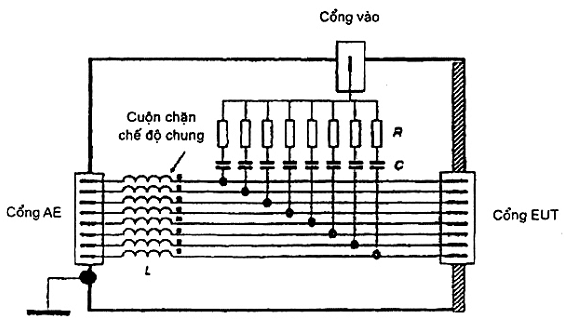 Cổng vào
Cuộn chặn
chế độ chung
R
C
Cổng AE
Cổng EUT
L